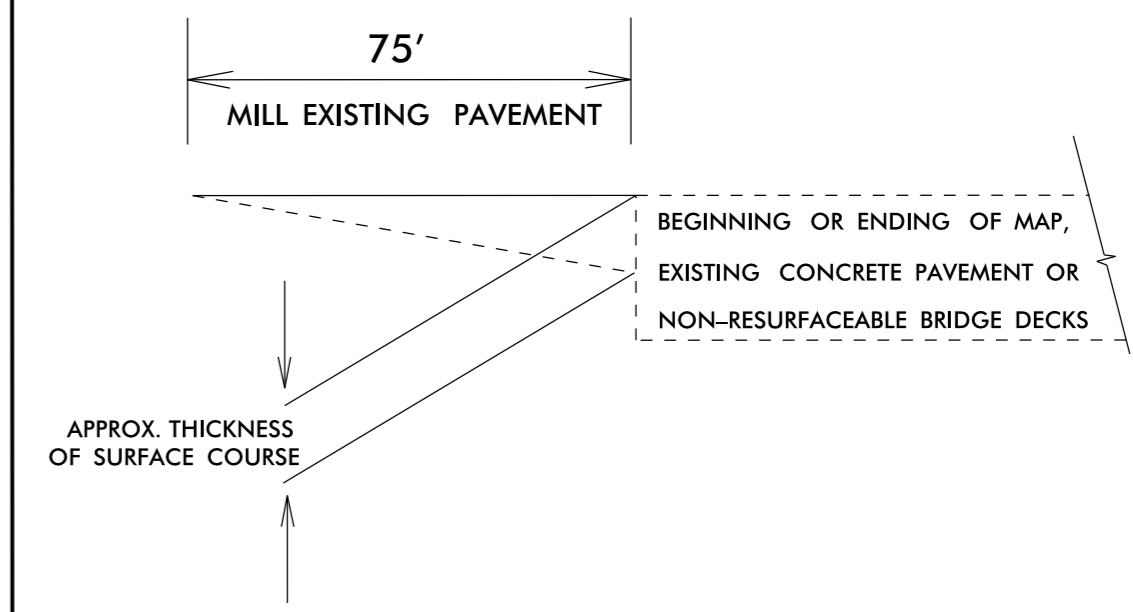 75'
MILL EXISTING PAVEMENT
BEGINNING OR ENDING OF MAP,
EXISTING CONCRETE PAVEMENT OR
NON–RESURFACEABLE BRIDGE DECKS
APPROX. THICKNESS
OF SURFACE COURSE